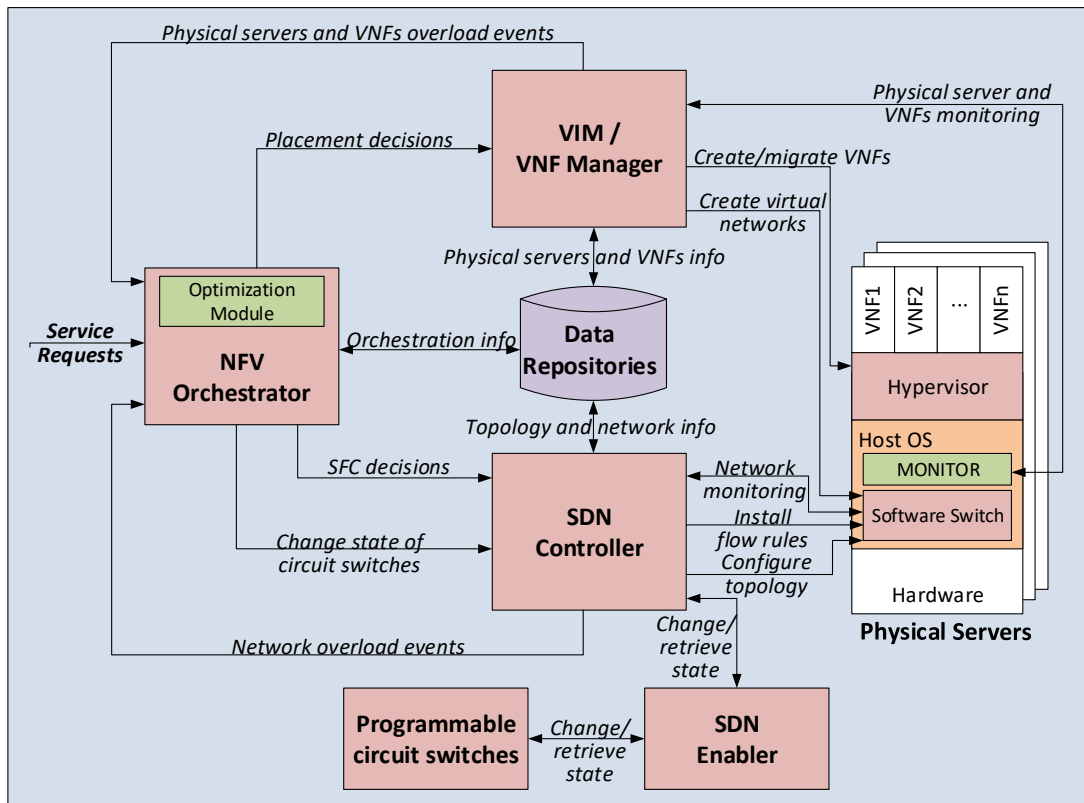 Physical servers and VNFs overload events
Physical server and
VNFs monitoring
VIM /
VNF Manager
Placement decisions
Create/migrate VNFs
Create virtual
networks
Physical servers and VNFs info
Optimization
Module
NFV
Orchestrator
Service
Requests
Orchestration info
Data
Repositories
VNF1
VNF2
...
VNFn
Hypervisor
Host OS
MONITOR
Software Switch
Hardware
Physical Servers
Topology and network info
SFC decisions
SDN
Controller
Network
monitoring
Install
flow rules
Configure
topology
Change state of
circuit switches
Network overload events
Change/
retrieve
state
Programmable
circuit switches
Change/
retrieve
state
SDN
Enabler